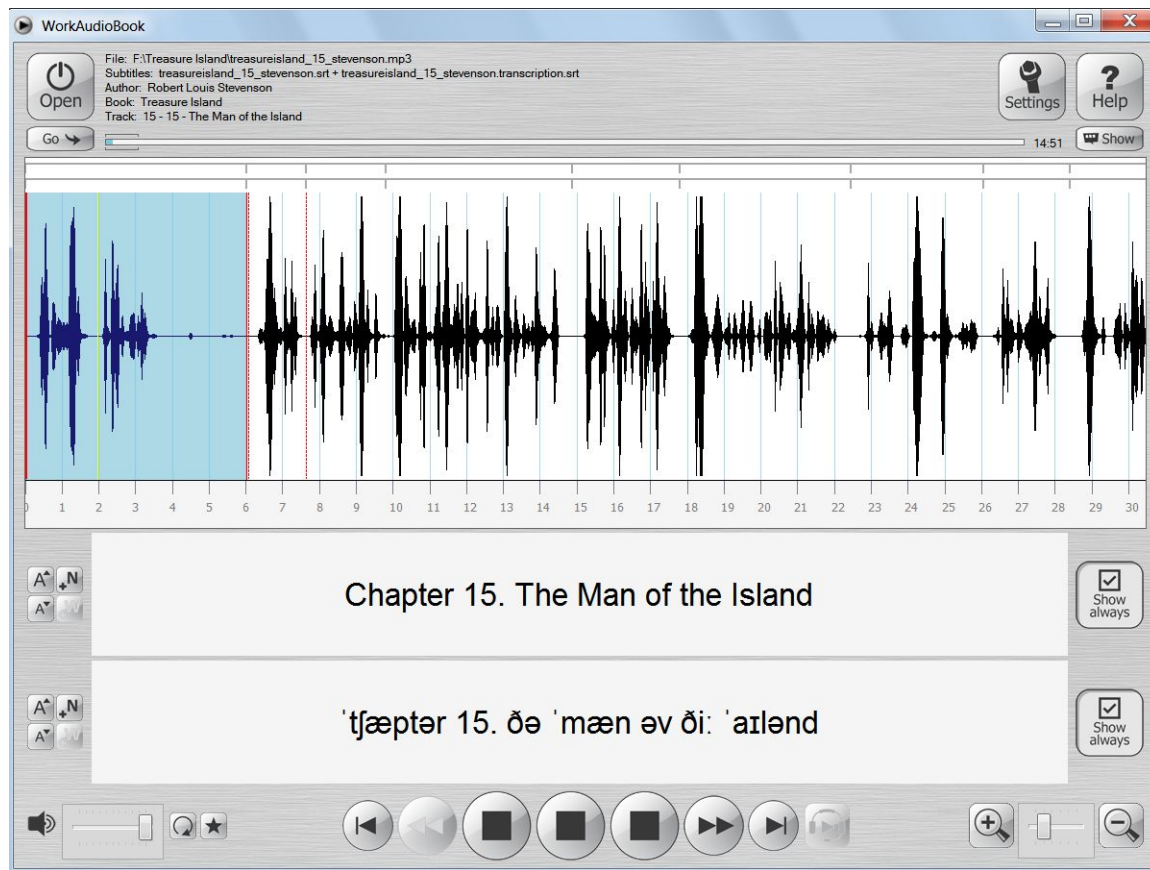 WorkAudioBook
File: F:\Treasure Island\treasureisland_15_stevenson.mp3
Subtitles: treasureisland_15_stevenson.srt + treasureisland_15_stevenson.transcription.srt
Author: Robert Louis Stevenson
Book: Treasure Island
Track: 15 - 15 - The Man of the Island
Open
Settings
Help
Go
14:51
Show
0 1 2 3 4 5 6 7 8 9 10 11 12 13 14 15 16 17 18 19 20 21 22 23 24 25 26 27 28 29 30
A +N
A W
Chapter 15. The Man of the Island
Show
always
A +N
A W
ˈtʃæptər 15. ðə ˈmæn əv ðiː ˈaɪlənd
Show
always